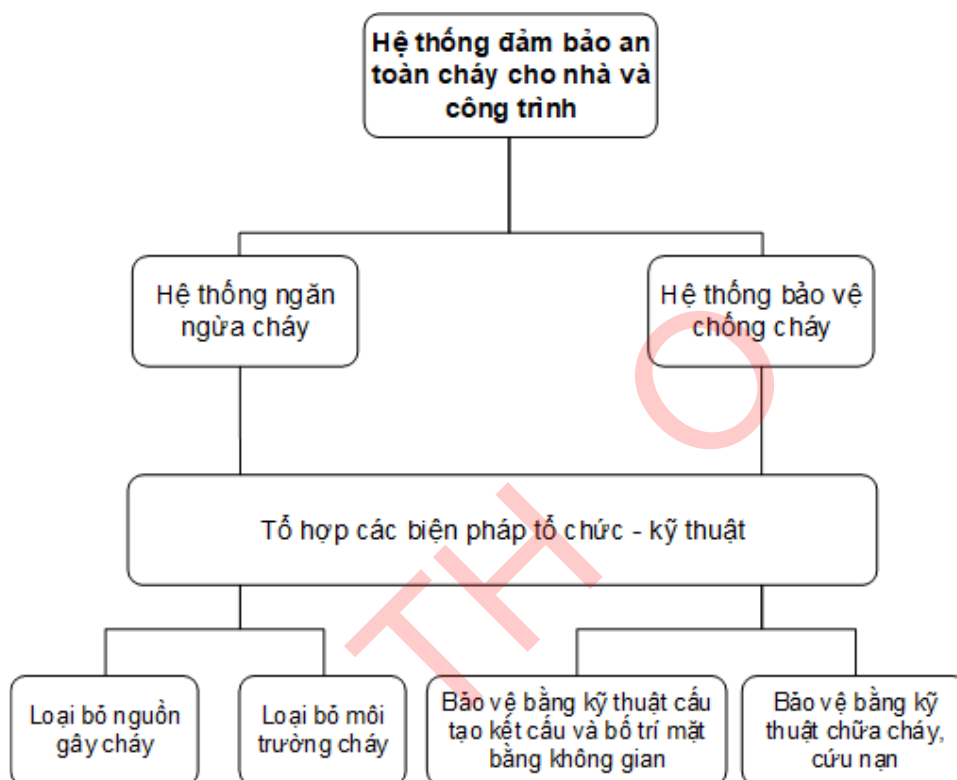 Hệ thống đảm bảo an
toàn cháy cho nhà và
công trình
Hệ thống ngăn
ngừa cháy
Hệ thống bảo vệ
chống cháy
Tổ hợp các biện pháp tổ chức - kỹ thuật
Loại bỏ nguồn
gây cháy
Loại bỏ môi
trường cháy
Bảo vệ bằng kỹ thuật cấu
tạo kết cấu và bố trí mặt
bằng không gian
Bảo vệ bằng kỹ
thuật chữa cháy,
cứu nạn
TH O